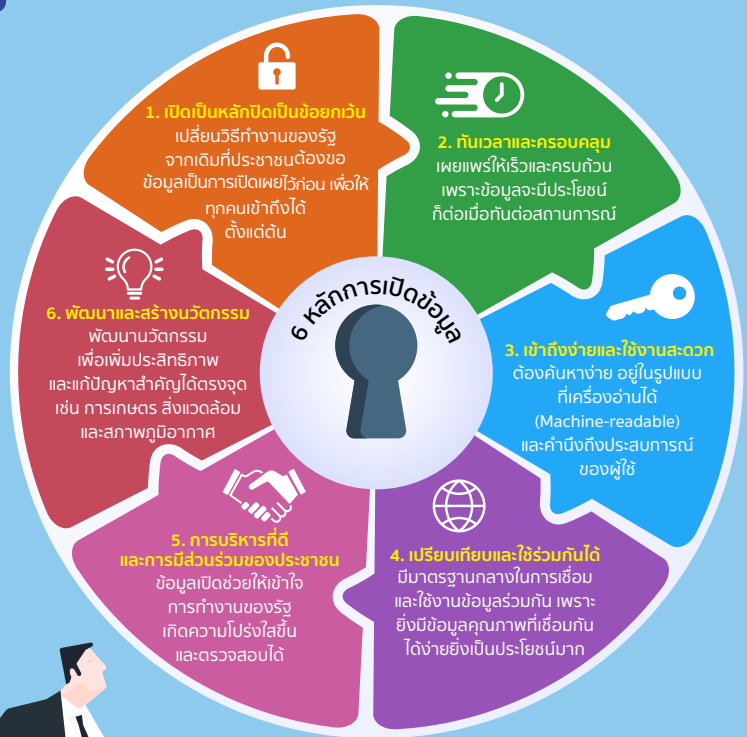 6 หลักการเปิดข้อมูล
1. เปิดเป็นหลักปิดเป็นข้อยกเว้น
เปลี่ยนวิธีทำงานของรัฐ
จากเดิมที่ประชาชนต้องขอ
ข้อมูลเป็นการเปิดเผยไว้ก่อน เพื่อให้
ทุกคนเข้าถึงได้
ตั้งแต่ต้น
2. ทันเวลาและครอบคลุม
เผยแพร่ให้เร็วและครบถ้วน
เพราะข้อมูลจะมีประโยชน์
ก็ต่อเมื่อทันต่อสถานการณ์
3. เข้าถึงง่ายและใช้งานสะดวก
ต้องค้นหาง่าย อยู่ในรูปแบบ
ที่เครื่องอ่านได้
(Machine-readable)
และคำนึงถึงประสบการณ์
ของผู้ใช้
4. เปรียบเทียบและใช้ร่วมกันได้
มีมาตรฐานกลางในการเชื่อม
และใช้งานข้อมูลร่วมกัน เพราะ
ยิ่งมีข้อมูลคุณภาพที่เชื่อมกัน
ได้ง่ายยิ่งเป็นประโยชน์มาก
5. การบริหารที่ดี
และการมีส่วนร่วมของประชาชน
ข้อมูลเปิดช่วยให้เข้าใจ
การทำงานของรัฐ
เกิดความโปร่งใสขึ้น
และตรวจสอบได้
6. พัฒนาและสร้างนวัตกรรม
พัฒนานวัตกรรม
เพื่อเพิ่มประสิทธิภาพ
และแก้ปัญหาสำคัญได้ตรงจุด
เช่น การเกษตร สิ่งแวดล้อม
และสภาพภูมิอากาศ